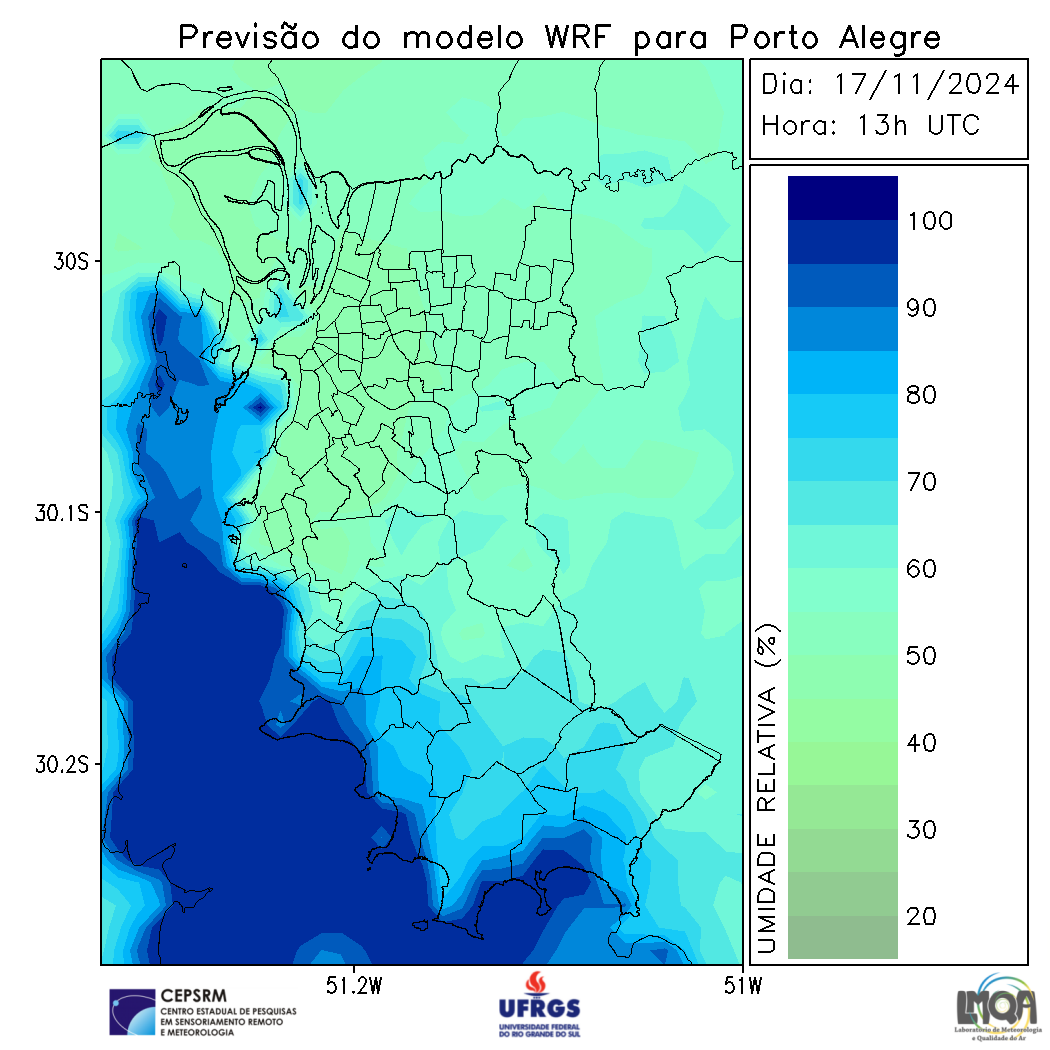 Previsão do modelo WRF para Porto Alegre
Dia: 17/11/2024
Hora: 13h UTC
30S
30.1S
30.2S
51.2W
51W
100
90
80
70
60
50
40
30
20
UMIDADE RELATIVA (%)
CEPSRM
CENTRO ESTADUAL DE PESQUISAS
EM SENSORIAMENTO REMOTO
E METEOROLOGIA
UFRGS
UNIVERSIDADE FEDERAL
DO RIO GRANDE DO SUL
LMQA
Laboratório de Meteorologia
e Qualidade do Ar